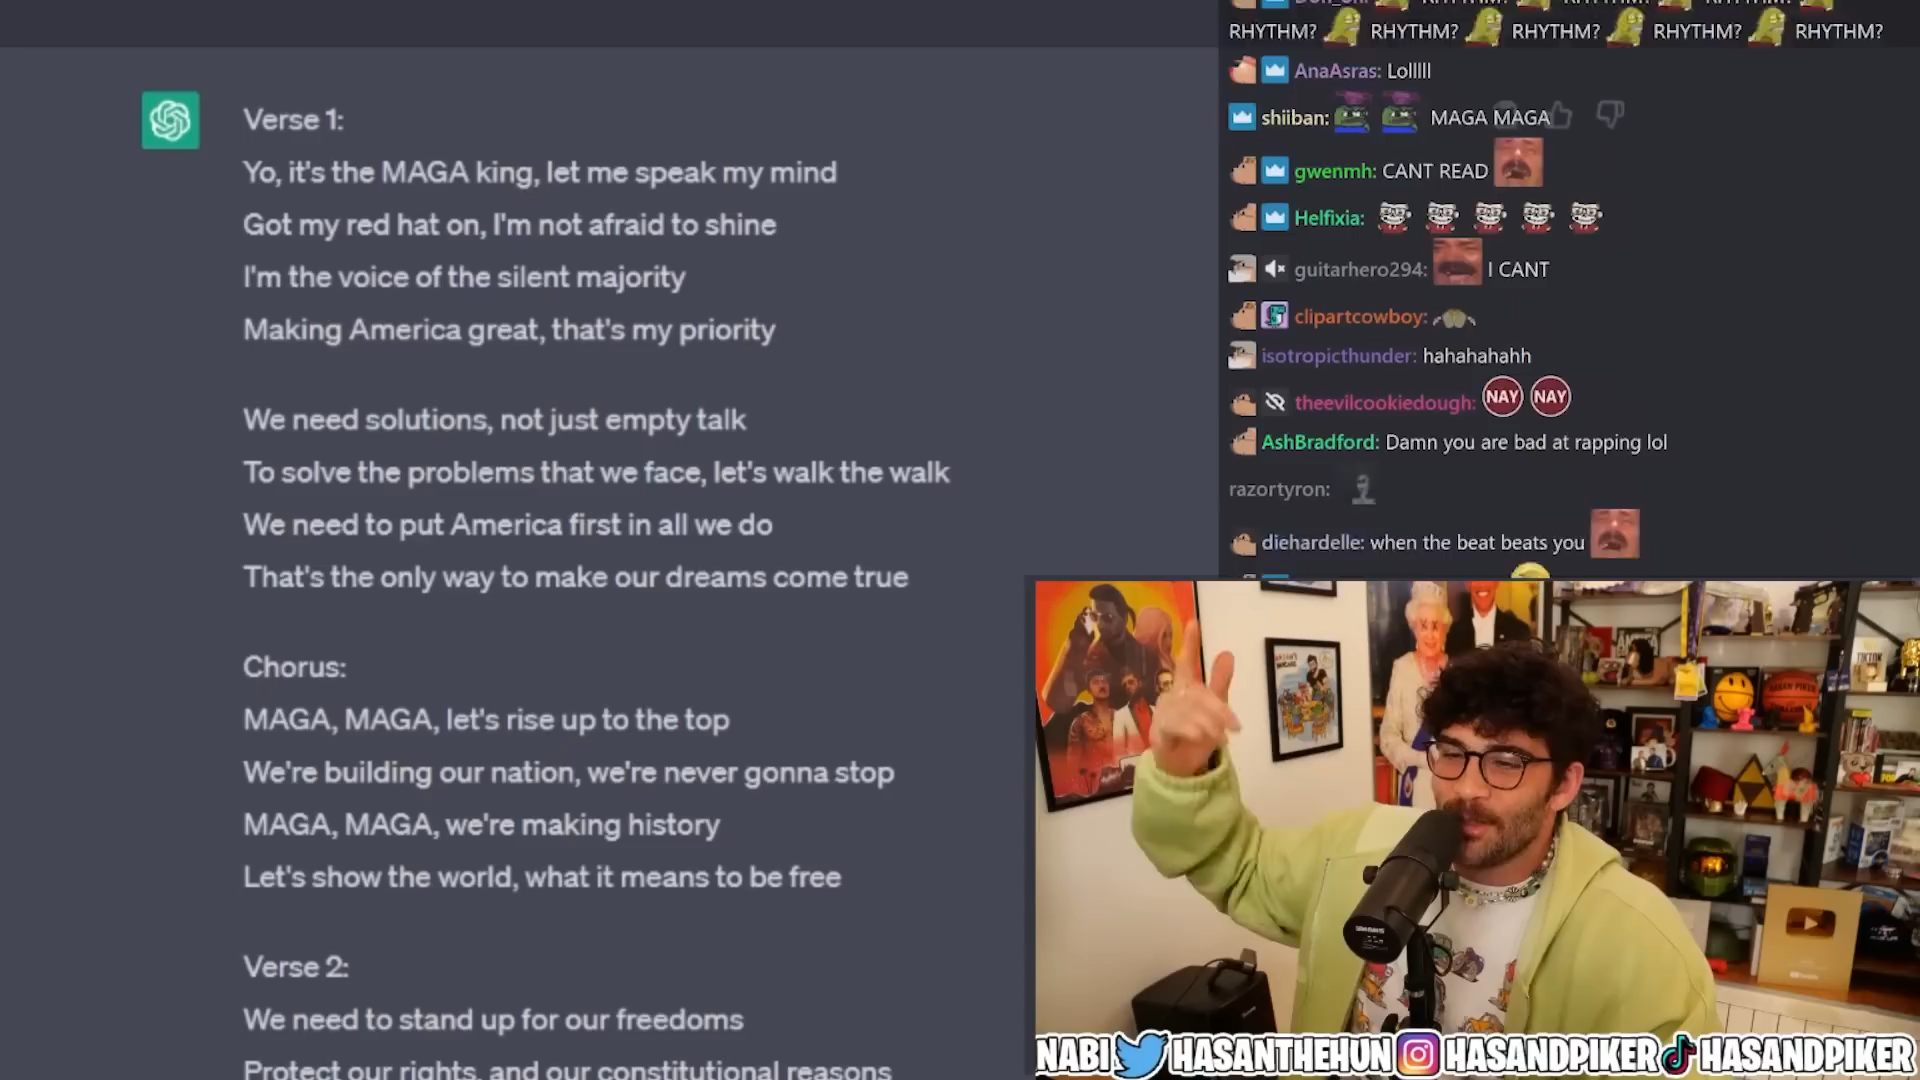 Verse 1:
Yo, it's the MAGA king, let me speak my mind
Got my red hat on, I'm not afraid to shine
I'm the voice of the silent majority
Making America great, that's my priority
We need solutions, not just empty talk
To solve the problems that we face, let's walk the walk
We need to put America first in all we do
That's the only way to make our dreams come true
Chorus:
MAGA, MAGA, let's rise up to the top
We're building our nation, we're never gonna stop
MAGA, MAGA, we're making history
Let's show the world, what it means to be free
Verse 2:
We need to stand up for our freedoms
Protect our rights, and our constitutional reasons
RHYTHM? RHYTHM? RHYTHM? RHYTHM? RHYTHM?
AnaAsras: Lolllll
shiiban: MAGA MAGA
gwenmh: CANT READ
Helfixia:
guitarhero294: I CANT
clipartcowboy:
isotropicthunder: hahahahahh
theevilcookiedough: NAY NAY
AshBradford: Damn you are bad at rapping lol
razortyron:
diehardelle: when the beat beats you
TIKTOK
HASAN PIKER
NABI HASANTHEHUN HASANDPIKER HASANDPIKER